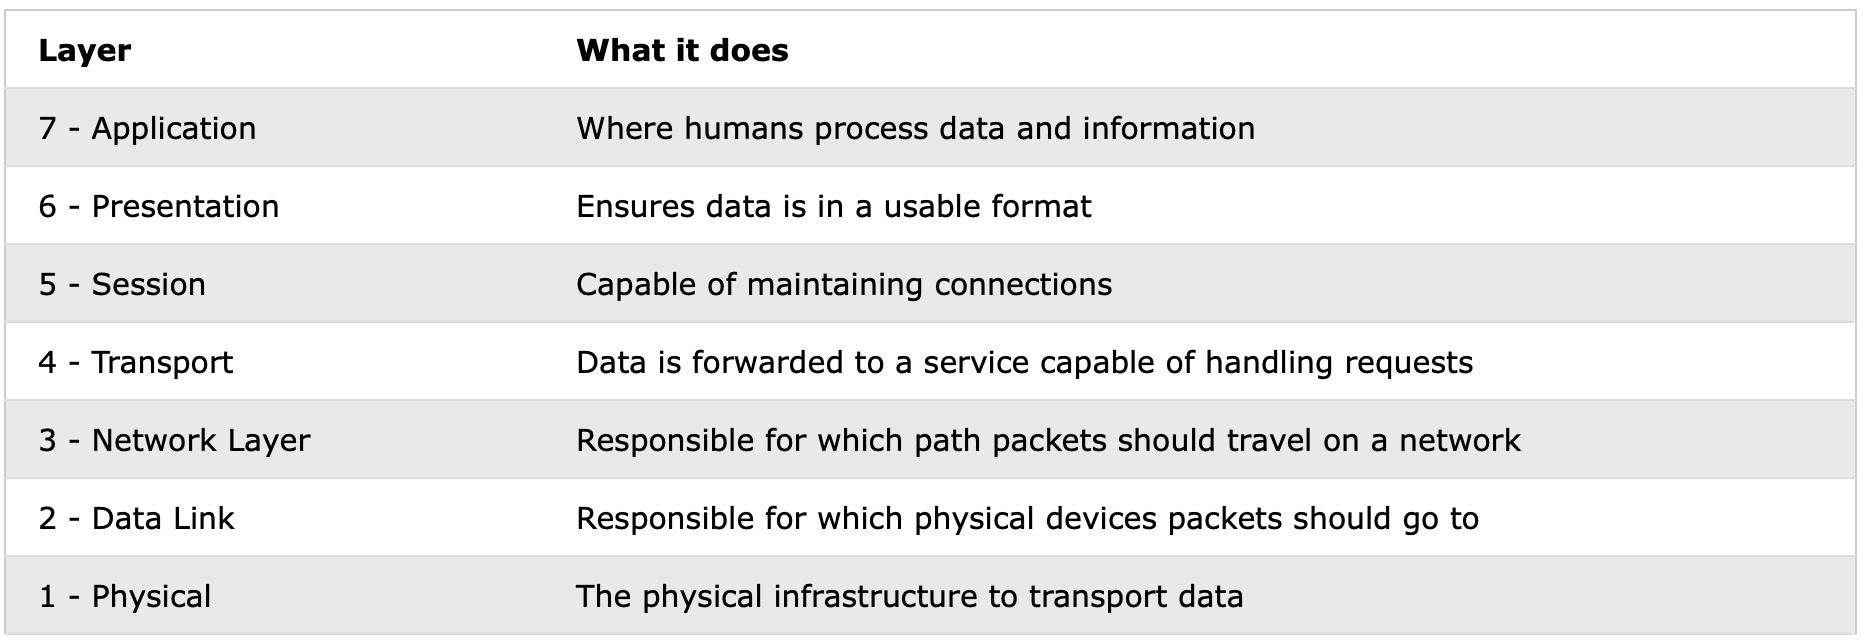 Layer What it does
7 - Application Where humans process data and information
6 - Presentation Ensures data is in a usable format
5 - Session Capable of maintaining connections
4 - Transport Data is forwarded to a service capable of handling requests
3 - Network Layer Responsible for which path packets should travel on a network
2 - Data Link Responsible for which physical devices packets should go to
1 - Physical The physical infrastructure to transport data